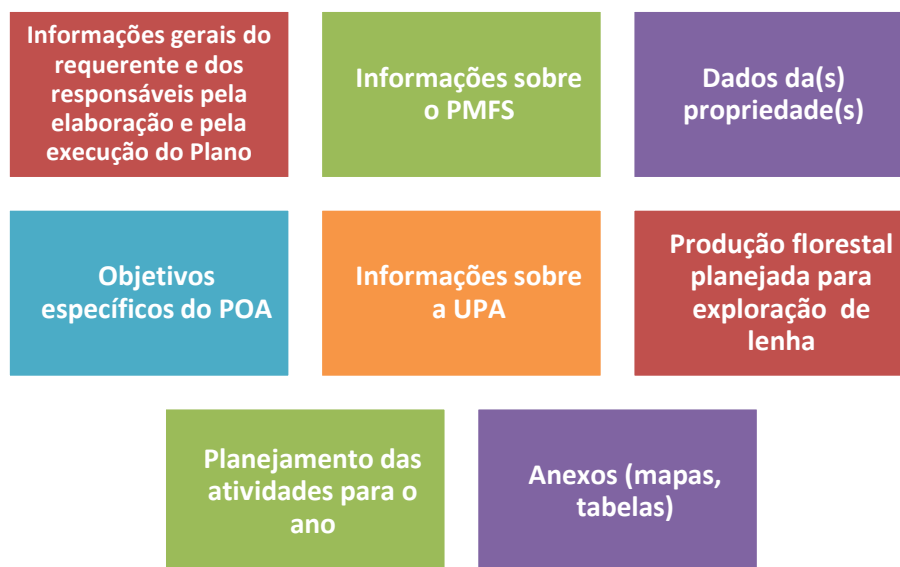 Informações gerais do
requerente e dos
responsáveis pela
elaboração e pela
execução do Plano
Informações sobre
o PMFS
Dados da(s)
propriedade(s)
Objetivos
específicos do POA
Informações sobre
a UPA
Produção florestal
planejada para
exploração de
lenha
Planejamento das
atividades para o
ano
Anexos (mapas,
tabelas)